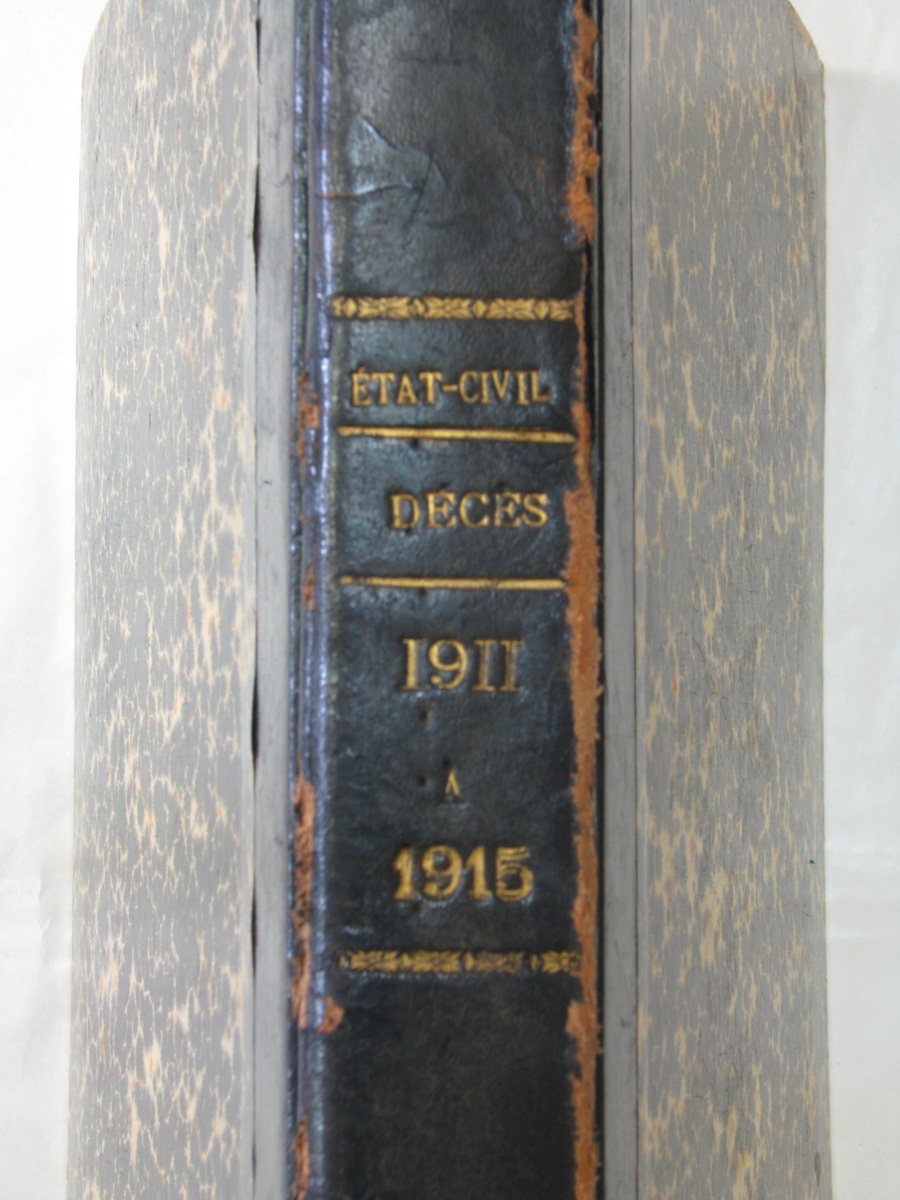 ÉTAT-CIVIL
DÉCÈS
1911
A
1915